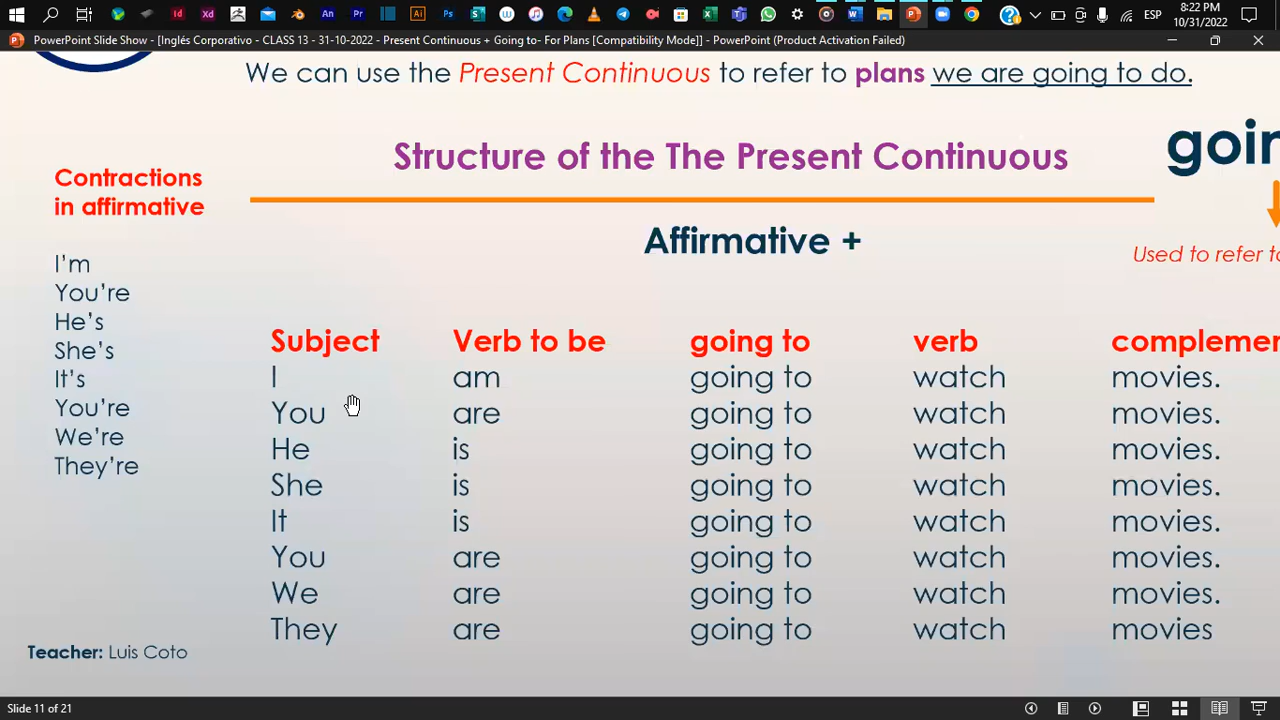 8:22 PM
ESP
10/31/2022
PowerPoint Slide Show - [Inglés Corporativo - CLASS 13 - 31-10-2022 - Present Continuous + Going to- For Plans [Compatibility Mode]] - PowerPoint (Product Activation Failed)
We can use the Present Continuous to refer to plans we are going to do.
Structure of the The Present Continuous
goin
Contractions
in affirmative
Affirmative +
Used to refer to
I'm
You're
He's
She's
It's
You're
We're
They're
Subject Verb to be going to verb complemen
I am going to watch movies.
You are going to watch movies.
He is going to watch movies.
She is going to watch movies.
It is going to watch movies.
You are going to watch movies.
We are going to watch movies.
They are going to watch movies
Teacher: Luis Coto
Slide 11 of 21